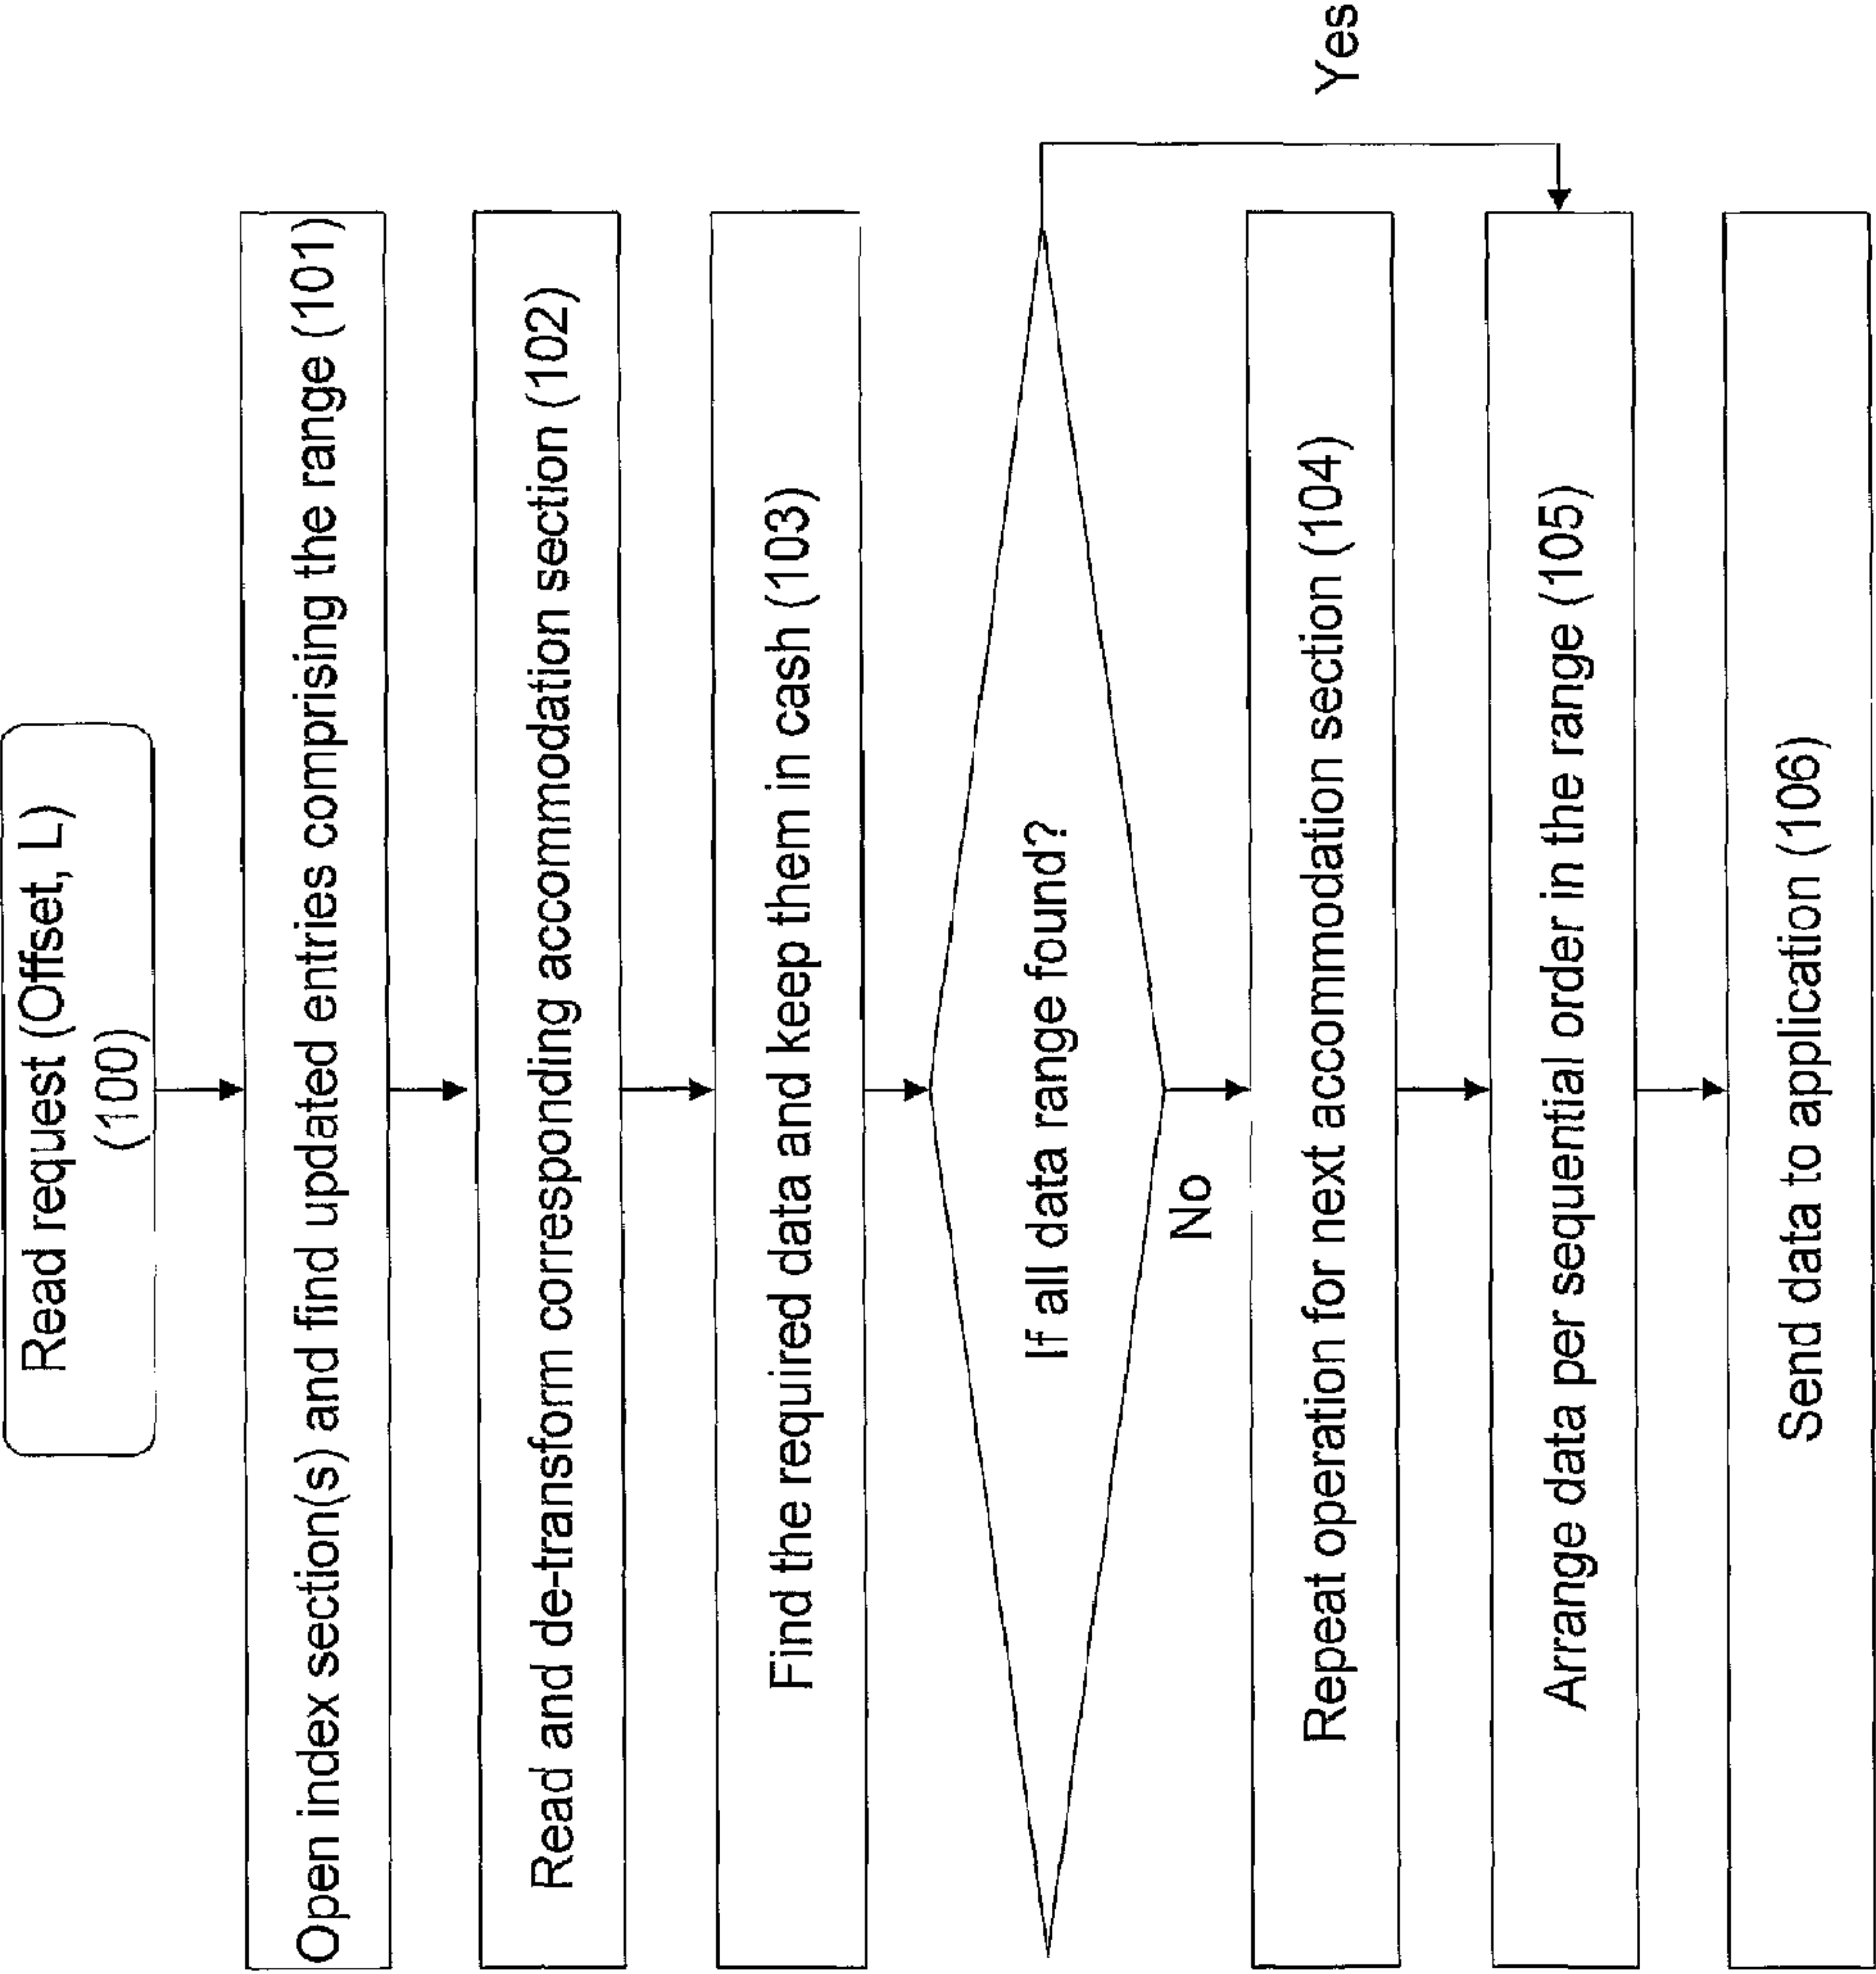 Read request (Offset, L)
(100)
Open index section(s) and find updated entries comprising the range (101)
Read and de-transform corresponding accommodation section (102)
Find the required data and keep them in cash (103)
If all data range found?
No
Yes
Repeat operation for next accommodation section (104)
Arrange data per sequential order in the range (105)
Send data to application (106)